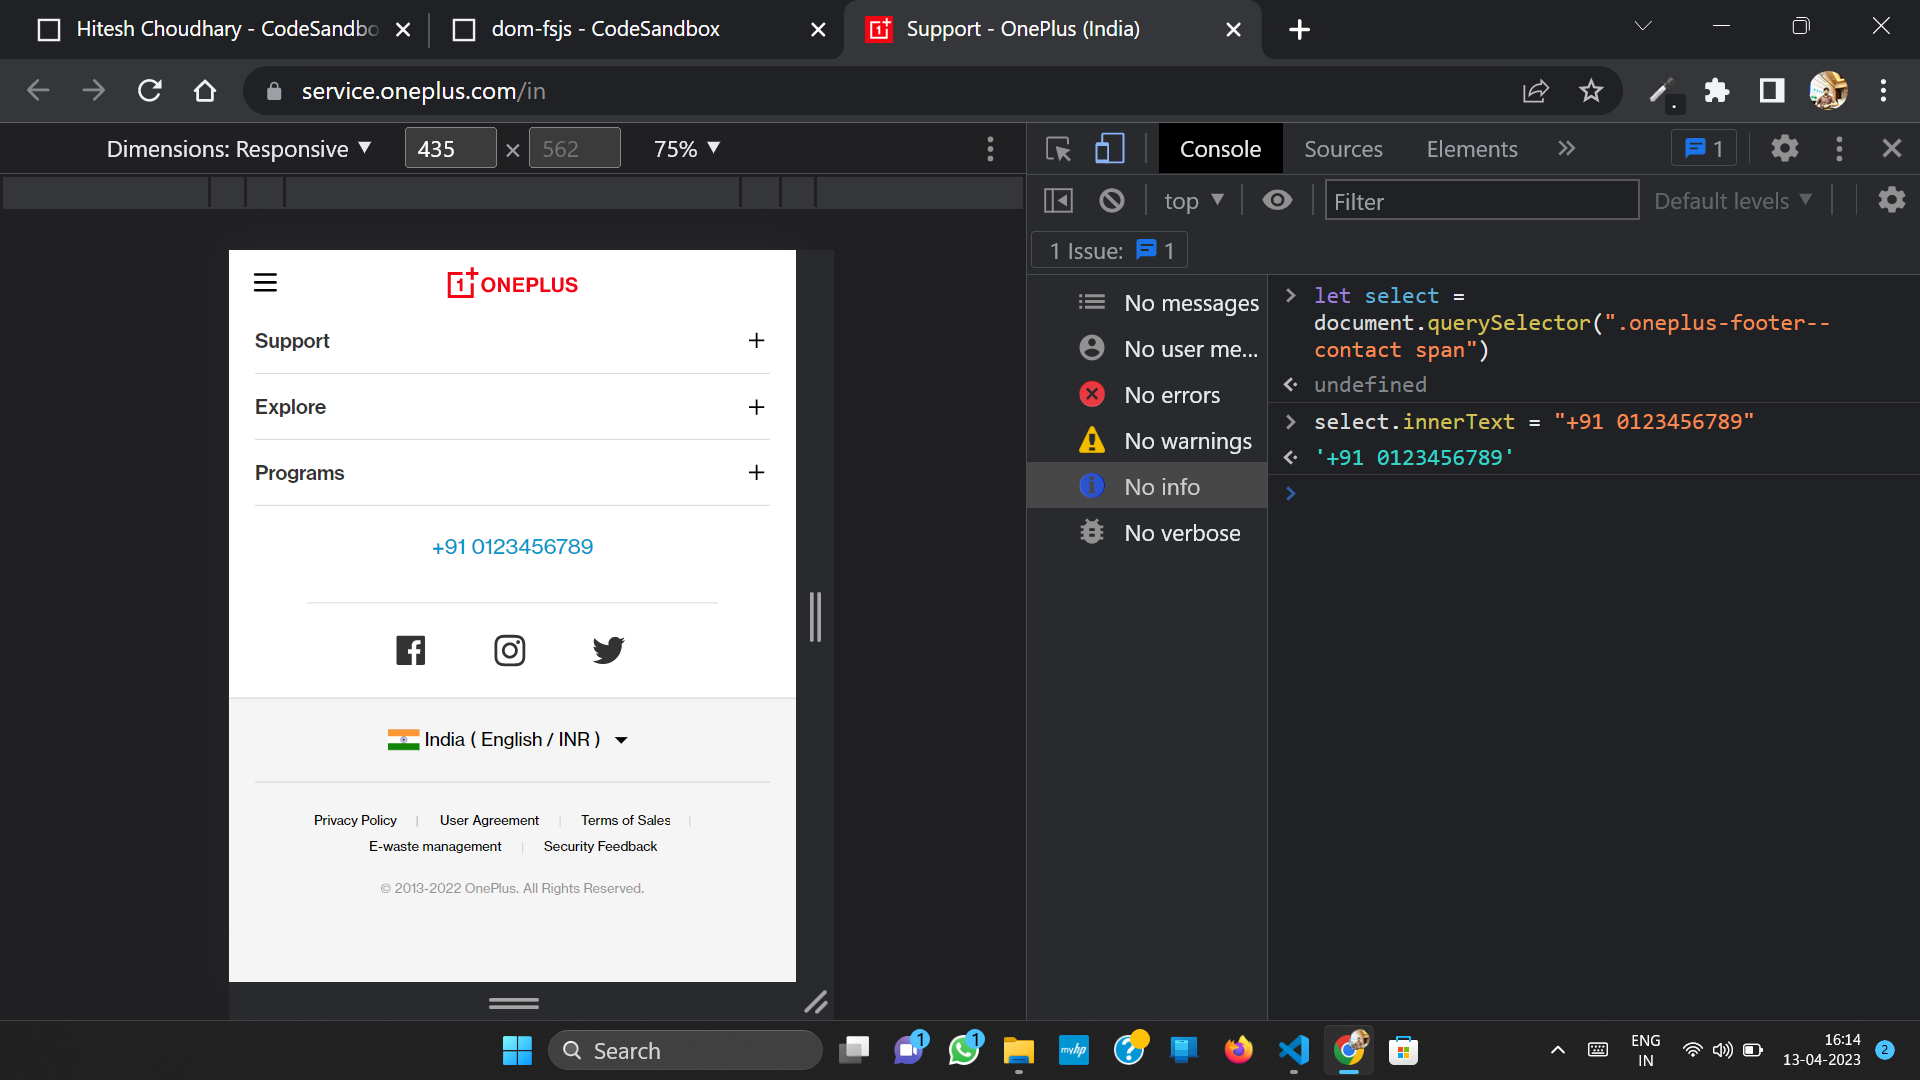 Hitesh Choudhary - CodeSandbo
dom-fsjs - CodeSandbox
Support - OnePlus (India)
service.oneplus.com/in
Dimensions: Responsive
435 × 562
75%
Console
Sources
Elements
1
top
Filter
Default levels
1 Issue: 1
No messages
No user me...
No errors
No warnings
No info
No verbose
let select =
document.querySelector(".oneplus-footer--
contact span")
undefined
select.innerText = "+91 0123456789"
'+91 0123456789'
ONEPLUS
Support
Explore
Programs
+91 0123456789
India ( English / INR )
Privacy Policy | User Agreement | Terms of Sales |
E-waste management | Security Feedback
© 2013-2022 OnePlus. All Rights Reserved.
Search
1
1
myhp
ENG
IN
16:14
13-04-2023
2